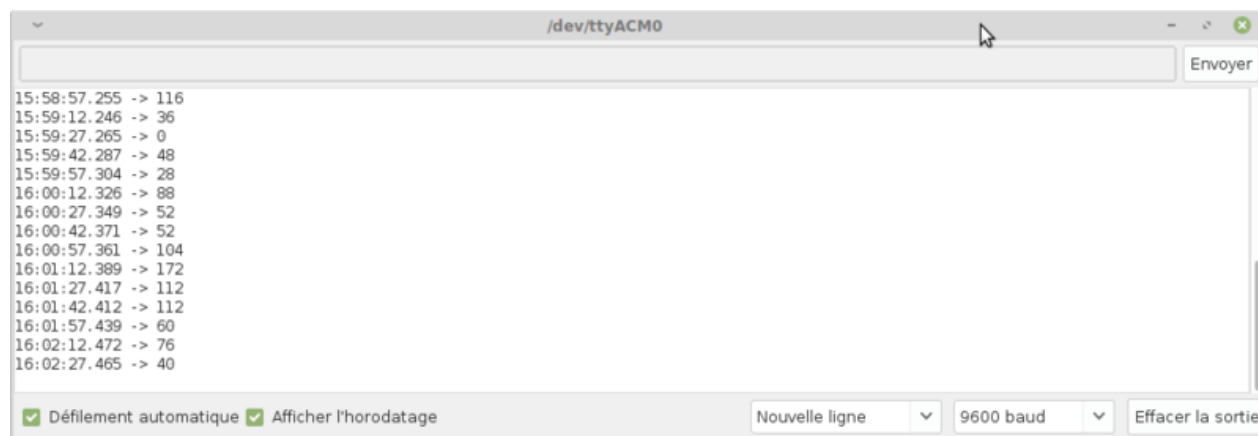 /dev/ttyACM0
Envoyer
15:58:57.255 -> 116
15:59:12.246 -> 36
15:59:27.265 -> 0
15:59:42.287 -> 48
15:59:57.304 -> 28
16:00:12.326 -> 88
16:00:27.349 -> 52
16:00:42.371 -> 52
16:00:57.361 -> 104
16:01:12.389 -> 172
16:01:27.417 -> 112
16:01:42.412 -> 112
16:01:57.439 -> 60
16:02:12.472 -> 76
16:02:27.465 -> 40
Défilement automatique Afficher l'horodatage Nouvelle ligne 9600 baud Effacer la sortie